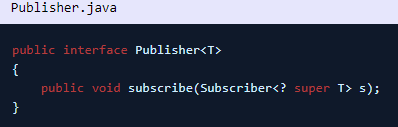 Publisher.java
public interface Publisher<T>
{
    public void subscribe(Subscriber<? super T> s);
}